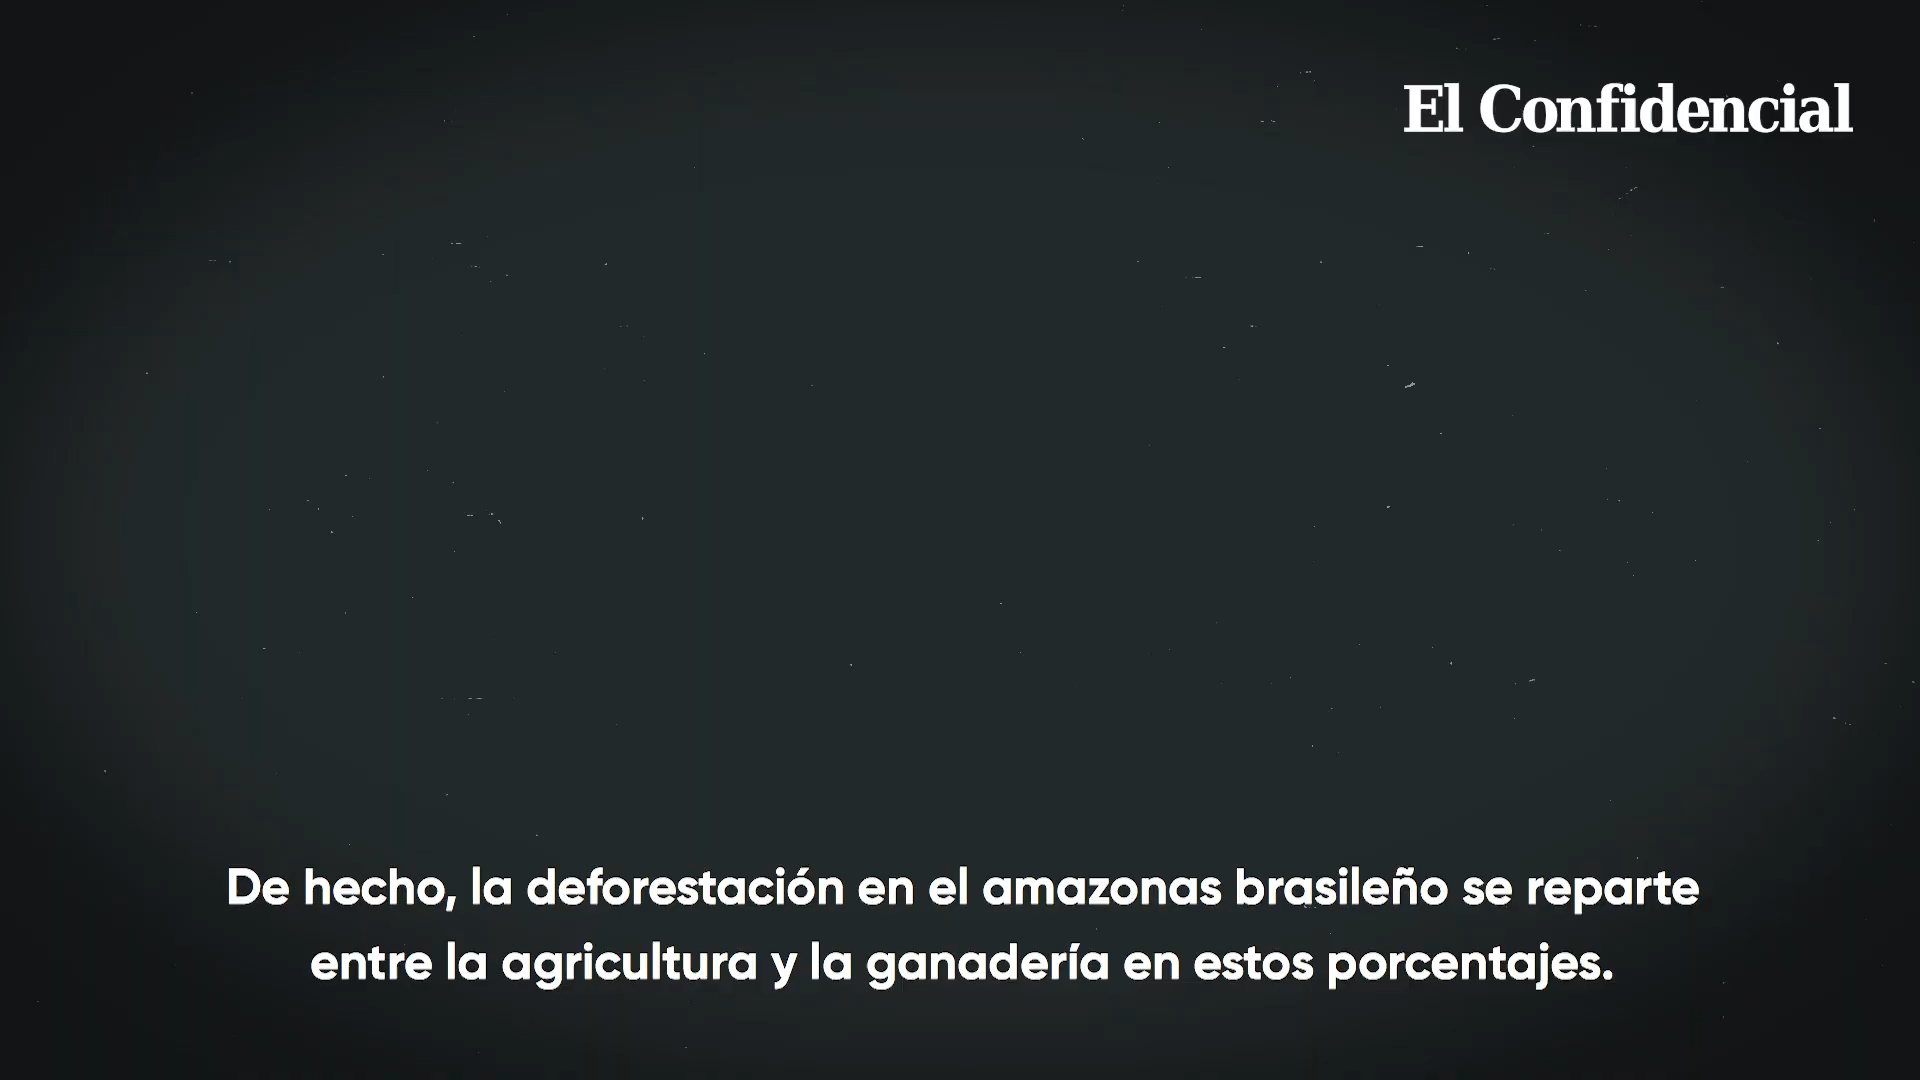 El Confidencial
De hecho, la deforestación en el amazonas brasileño se reparte
entre la agricultura y la ganadería en estos porcentajes.